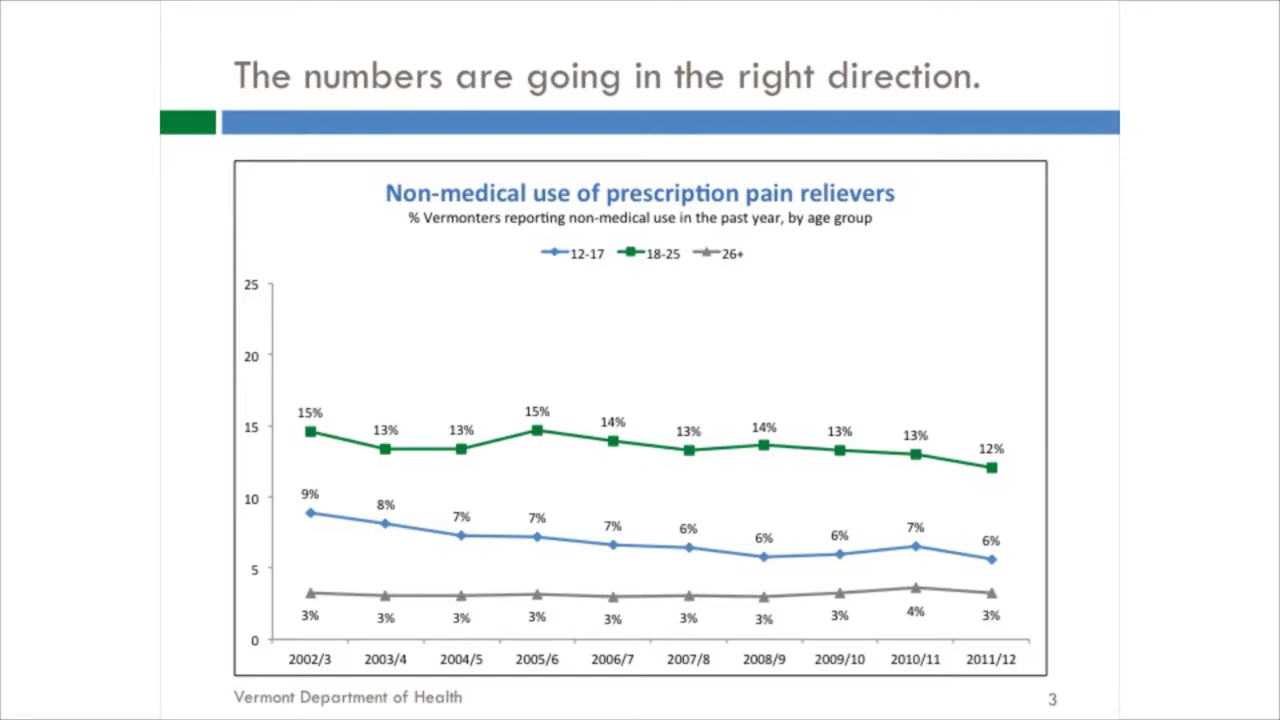 The numbers are going in the right direction.
Non-medical use of prescription pain relievers
% Vermonters reporting non-medical use in the past year, by age group
12-17 18-25 26+
25
20
15
10
5
0
15% 13% 13% 15% 14% 13% 14% 13% 13% 12%
9% 8% 7% 7% 7% 6% 6% 6% 7% 6%
3% 3% 3% 3% 3% 3% 3% 3% 4% 3%
2002/3 2003/4 2004/5 2005/6 2006/7 2007/8 2008/9 2009/10 2010/11 2011/12
Vermont Department of Health 3